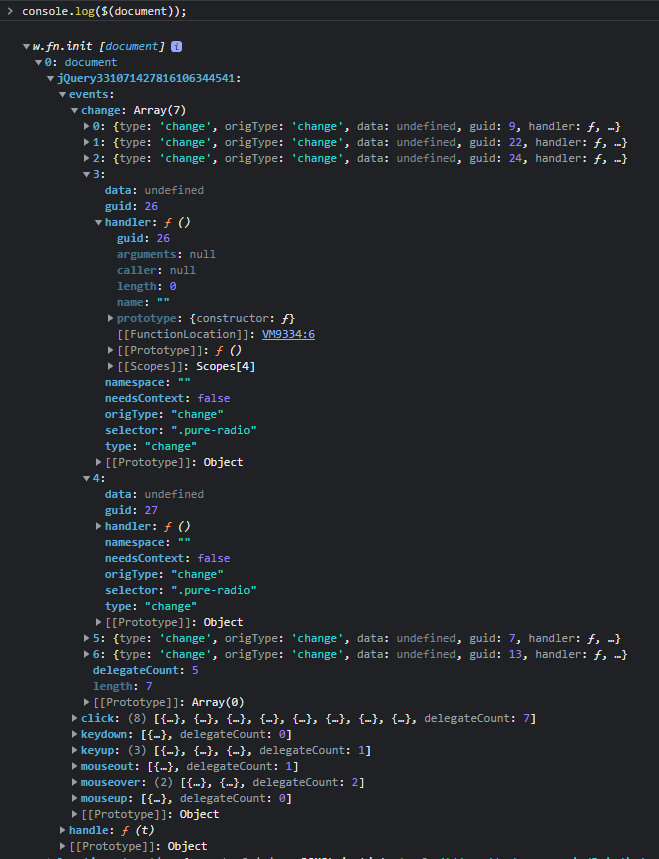 console.log($(document));
w.fn.init [document] i
0: document
jQuery331071427816106344541:
events:
change: Array(7)
0: {type: 'change', origType: 'change', data: undefined, guid: 9, handler: ƒ, …}
1: {type: 'change', origType: 'change', data: undefined, guid: 22, handler: ƒ, …}
2: {type: 'change', origType: 'change', data: undefined, guid: 24, handler: ƒ, …}
3:
data: undefined
guid: 26
handler: ƒ ()
guid: 26
arguments: null
caller: null
length: 0
name: ""
prototype: {constructor: ƒ}
[[FunctionLocation]]: VM9334:6
[[Prototype]]: ƒ ()
[[Scopes]]: Scopes[4]
namespace: ""
needsContext: false
origType: "change"
selector: ".pure-radio"
type: "change"
[[Prototype]]: Object
4:
data: undefined
guid: 27
handler: ƒ ()
namespace: ""
needsContext: false
origType: "change"
selector: ".pure-radio"
type: "change"
[[Prototype]]: Object
5: {type: 'change', origType: 'change', data: undefined, guid: 7, handler: ƒ, …}
6: {type: 'change', origType: 'change', data: undefined, guid: 13, handler: ƒ, …}
delegateCount: 5
length: 7
[[Prototype]]: Array(0)
click: (8) [{…}, {…}, {…}, {…}, {…}, {…}, {…}, {…}, delegateCount: 7]
keydown: [{…}, delegateCount: 0]
keyup: (3) [{…}, {…}, {…}, delegateCount: 1]
mouseout: [{…}, delegateCount: 1]
mouseover: (2) [{…}, {…}, delegateCount: 2]
mouseup: [{…}, delegateCount: 0]
[[Prototype]]: Object
handle: ƒ (t)
[[Prototype]]: Object